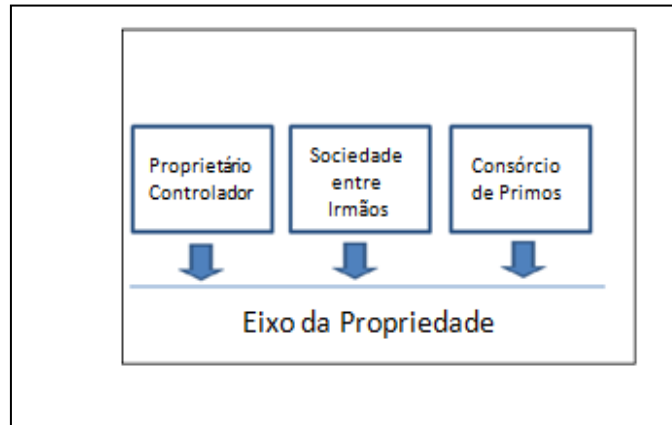 Proprietário
Controlador
Sociedade
entre
Irmãos
Consórcio
de Primos
Eixo da Propriedade